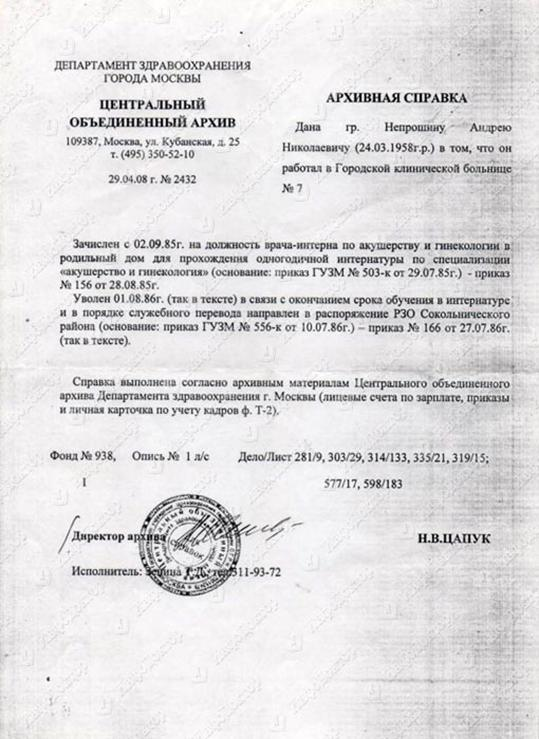 ДЕПАРТАМЕНТ ЗДРАВООХРАНЕНИЯ
ГОРОДА МОСКВЫ
ЦЕНТРАЛЬНЫЙ
ОБЪЕДИНЕННЫЙ АРХИВ
109387, Москва, ул. Кубанская, д. 25
т. (495) 350-52-10
29.04.08 г. № 2432
АРХИВНАЯ СПРАВКА
Дана гр. Непрошину Андрею
Николаевичу (24.03.1958г.р.) в том, что он
работал в Городской клинической больнице
№ 7
Зачислен с 02.09.85г. на должность врача-интерна по акушерству и гинекологии в
родильный дом для прохождения одногодичной интернатуры по специализации
«акушерство и гинекология» (основание: приказ ГУЗМ № 503-к от 29.07.85г.) - приказ
№ 156 от 28.08.85г.
Уволен 01.08.86г. (так в тексте) в связи с окончанием срока обучения в интернатуре
и в порядке служебного перевода направлен в распоряжение РЗО Сокольнического
района (основание: приказ ГУЗМ № 556-к от 10.07.86г.) – приказ № 166 от 27.07.86г.
(так в тексте).
Справка выполнена согласно архивным материалам Центрального объединенного
архива Департамента здравоохранения г. Москвы (лицевые счета по зарплате, приказы
и личная карточка по учету кадров ф. Т-2).
Фонд № 938, Опись № 1 л/с Дело/Лист 281/9, 303/29, 314/133, 335/21, 319/15;
1 577/17, 598/183
Директор архива Н.В.ЦАПУК
Исполнитель: тел.311-93-72